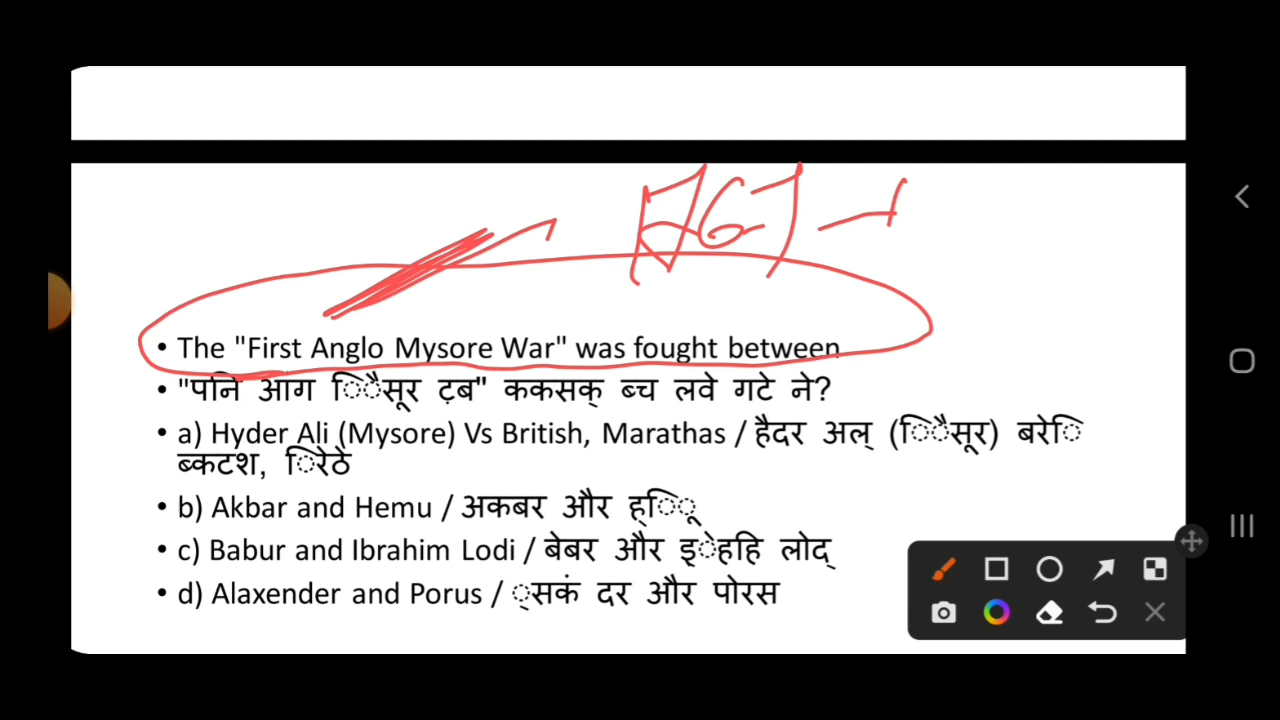 1767-
• The "First Anglo Mysore War" was fought between
• "पनि आंग िैसूर ट़ब" ककसक् ब्च लवे गटे ने?
• a) Hyder Ali (Mysore) Vs British, Marathas / हैदर अल् (िैसूर) बरेि
ब्कटश, िरेठे
• b) Akbar and Hemu / अकबर और ह्िू
• c) Babur and Ibrahim Lodi / बेबर और इेहहि लोद्
• d) Alaxender and Porus / ्सकं दर और पोरस